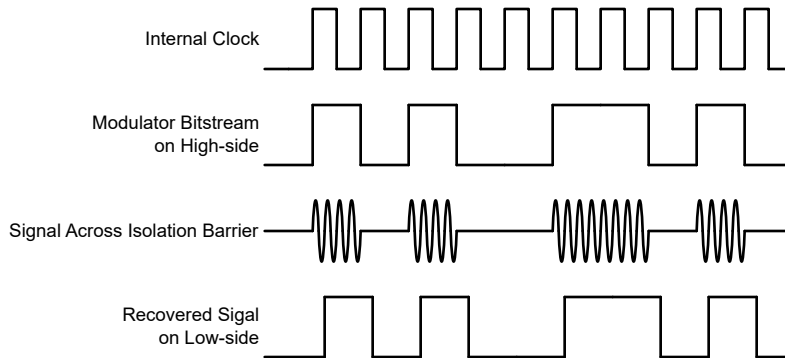 Internal Clock
Modulator Bitstream
on High-side
Signal Across Isolation Barrier
Recovered Sigal
on Low-side